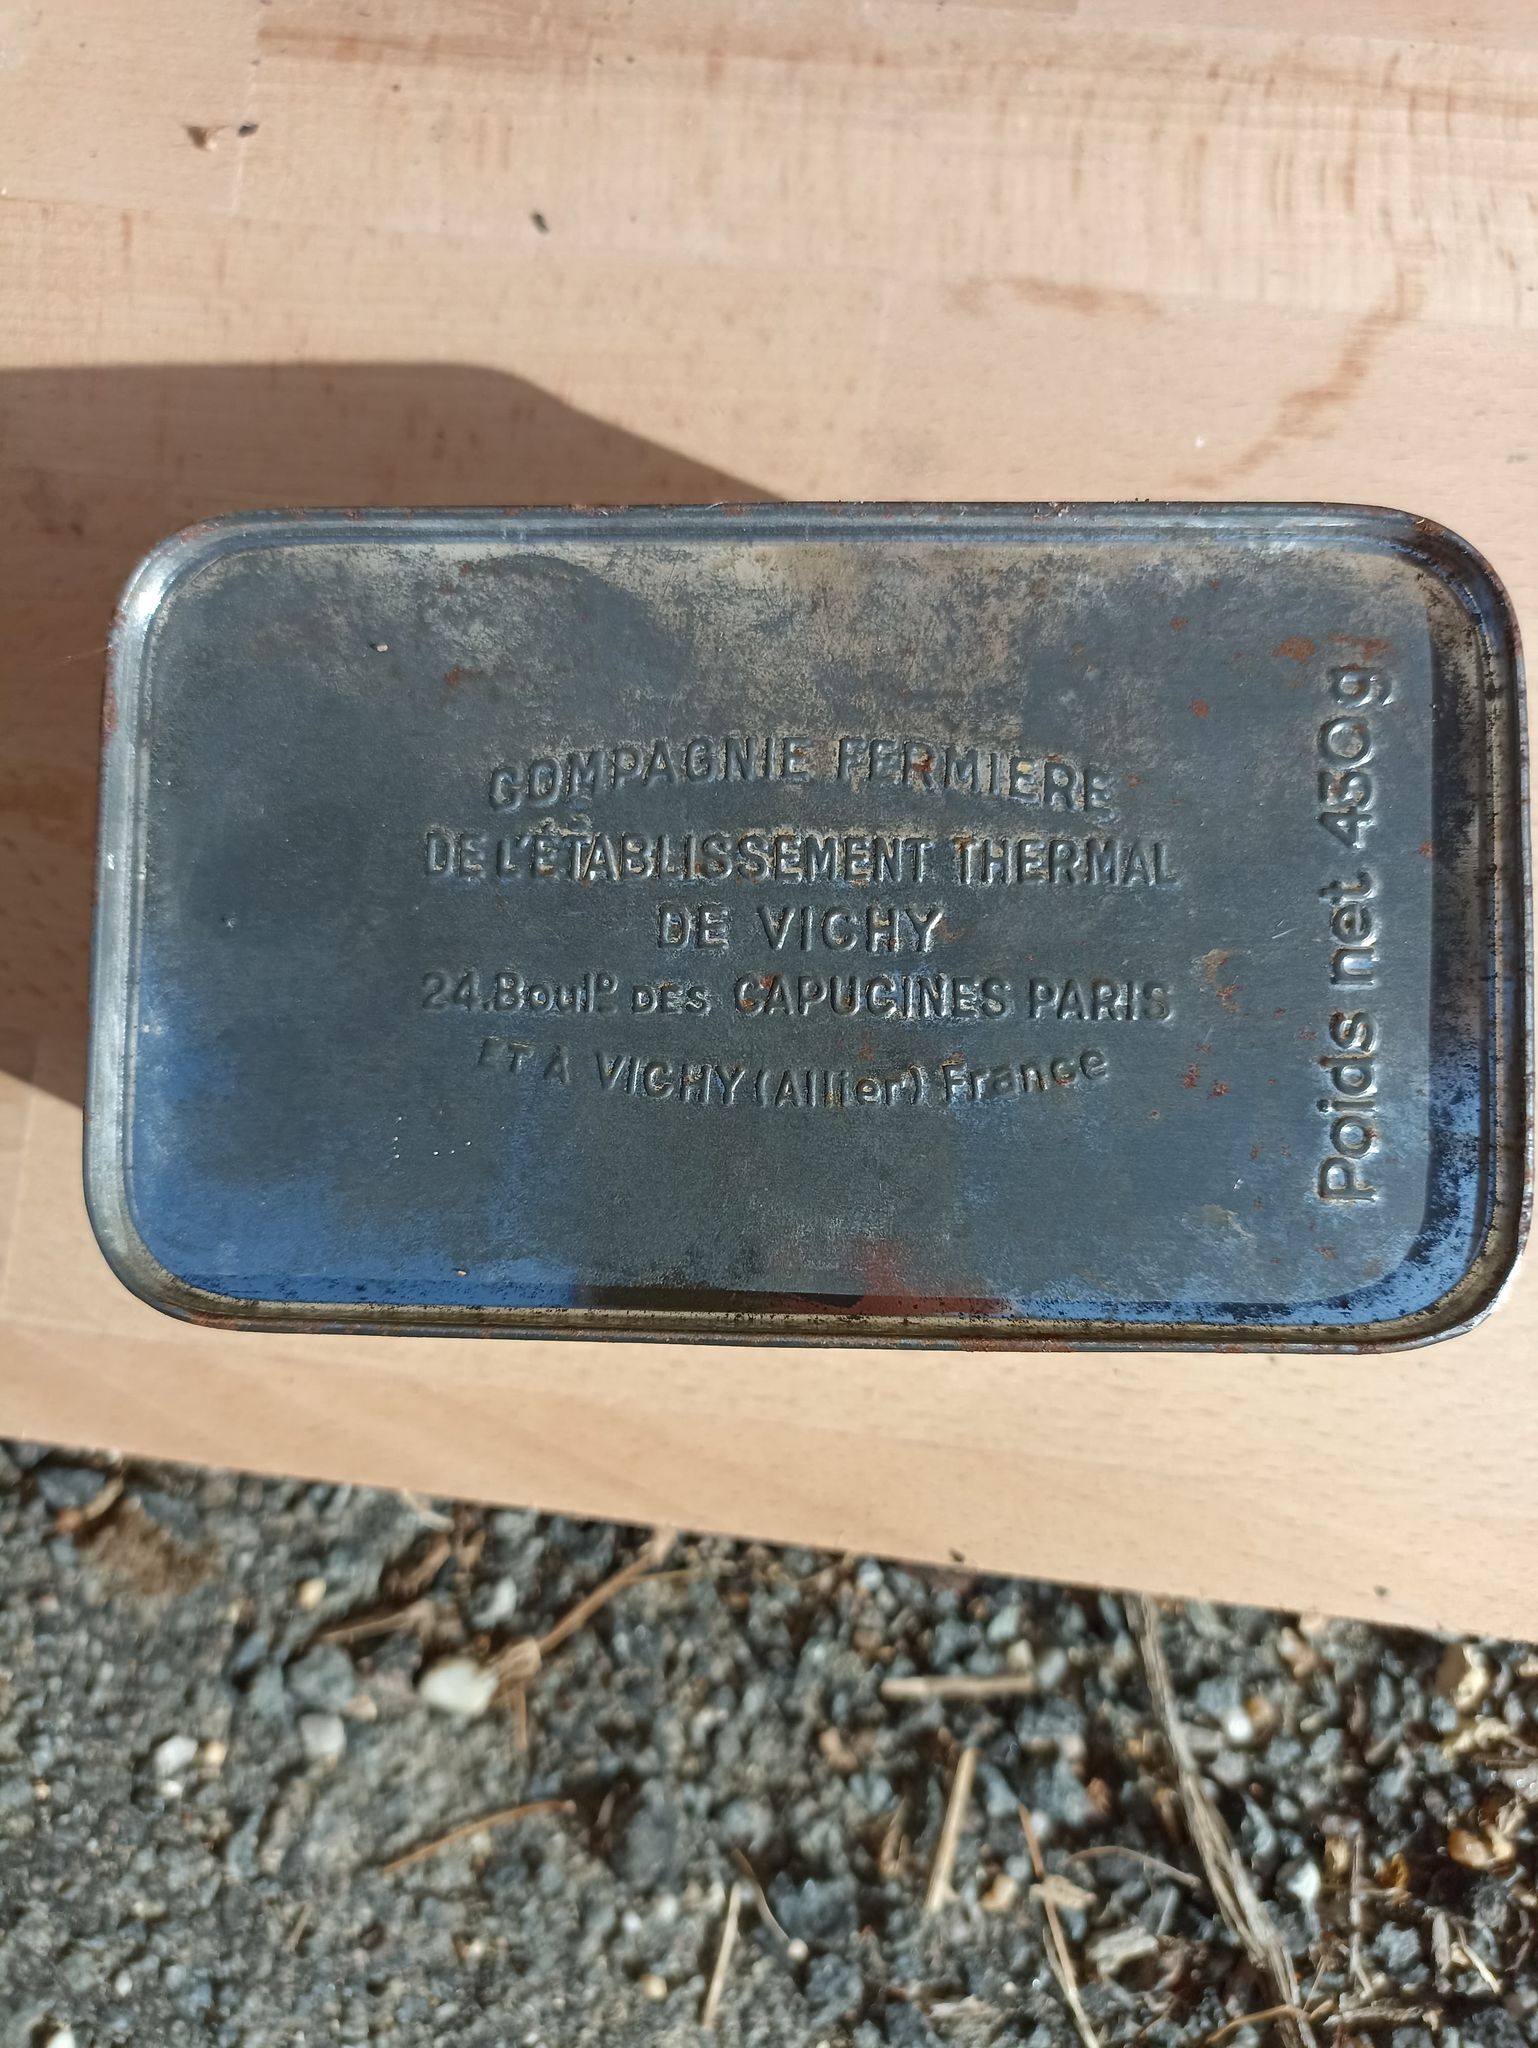 COMPAGNIE FERMIERE
DE L'ÉTABLISSEMENT THERMAL
DE VICHY
24.Boulᴰ DES CAPUCINES PARIS
ET À VICHY (Allier) France
Poids net 450g